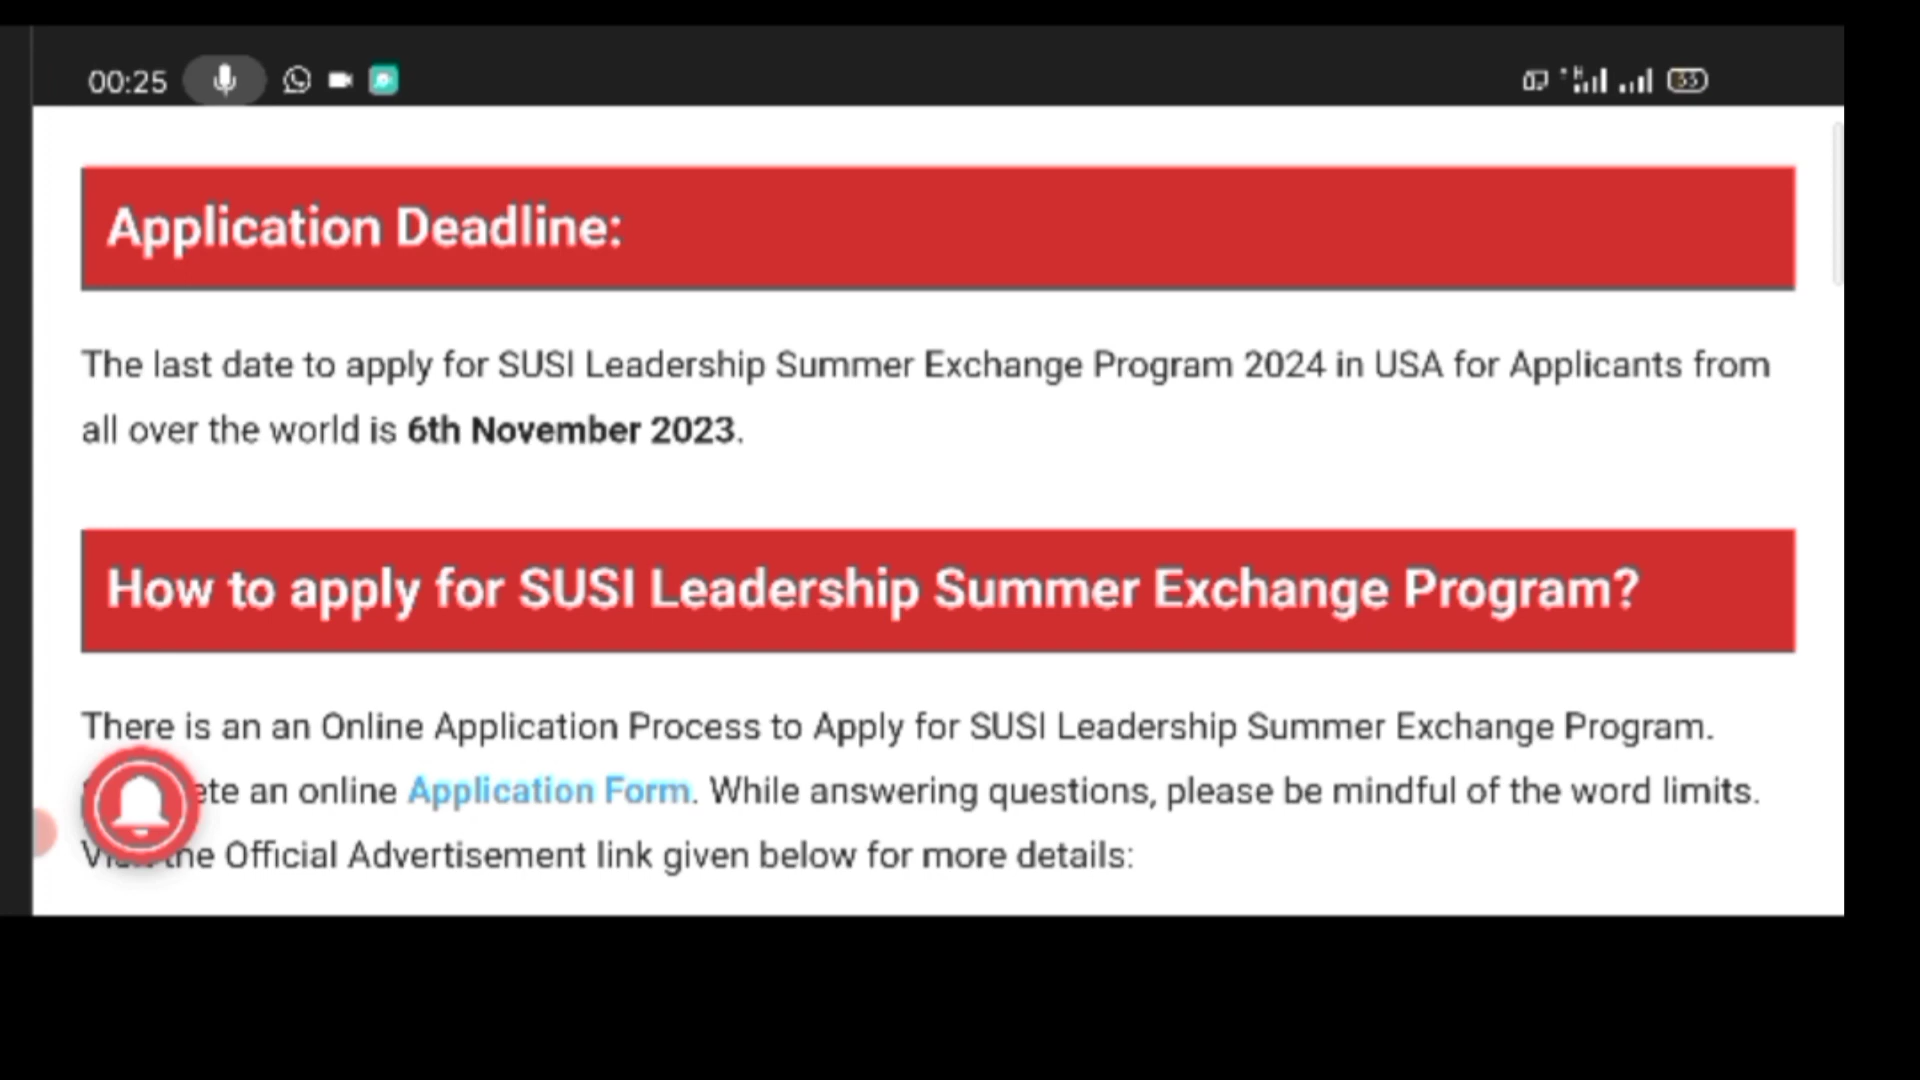 00:25
33
Application Deadline:
The last date to apply for SUSI Leadership Summer Exchange Program 2024 in USA for Applicants from
all over the world is 6th November 2023.
How to apply for SUSI Leadership Summer Exchange Program?
There is an an Online Application Process to Apply for SUSI Leadership Summer Exchange Program.
an online Application Form. While answering questions, please be mindful of the word limits.
the Official Advertisement link given below for more details: